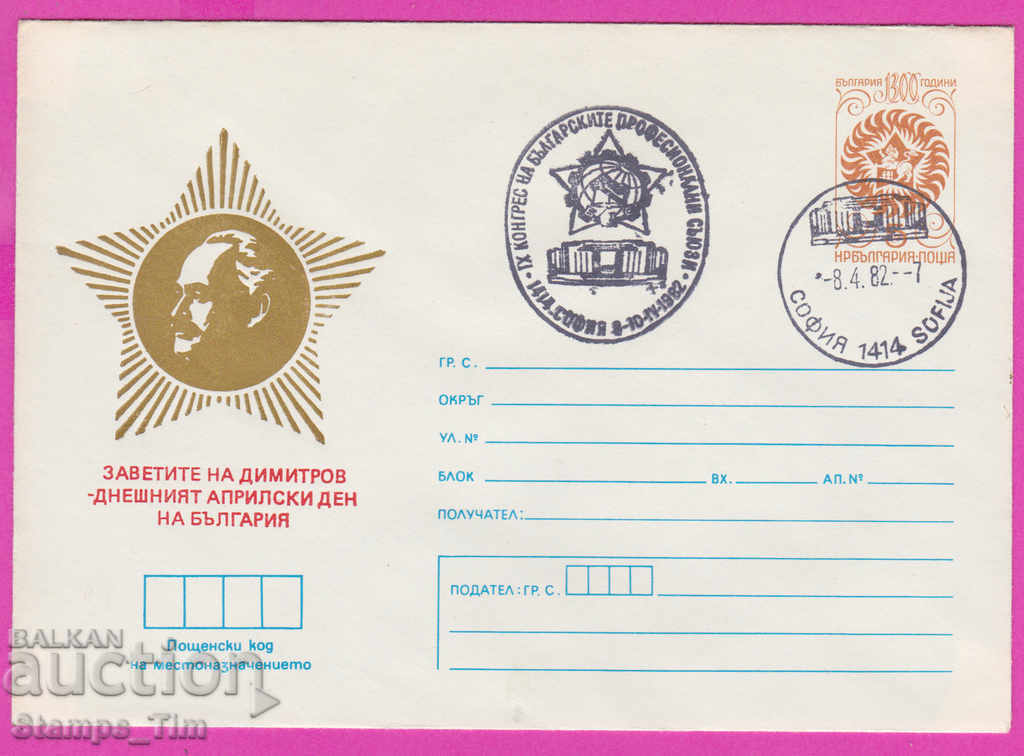 БЪЛГАРИЯ 1300 ГОДИНИ
НРБЪЛГАРИЯ·ПОЩА
IX КОНГРЕС НА БЪЛГАРСКИТЕ ПРОФЕСИОНАЛНИ СЪЮЗИ
1414 СОФИЯ 8-10-IV-1982
-8.4.82.--7
СОФИЯ 1414 SOFIJA
ЗАВЕТИТЕ НА ДИМИТРОВ
-ДНЕШНИЯТ АПРИЛСКИ ДЕН
НА БЪЛГАРИЯ
ГР. С.
ОКРЪГ
УЛ. №
БЛОК ВХ. АП. №
ПОЛУЧАТЕЛ:
ПОДАТЕЛ: ГР. С.
Пощенски код
на местоназначението
BALKAN
auction
Stamps_Tim